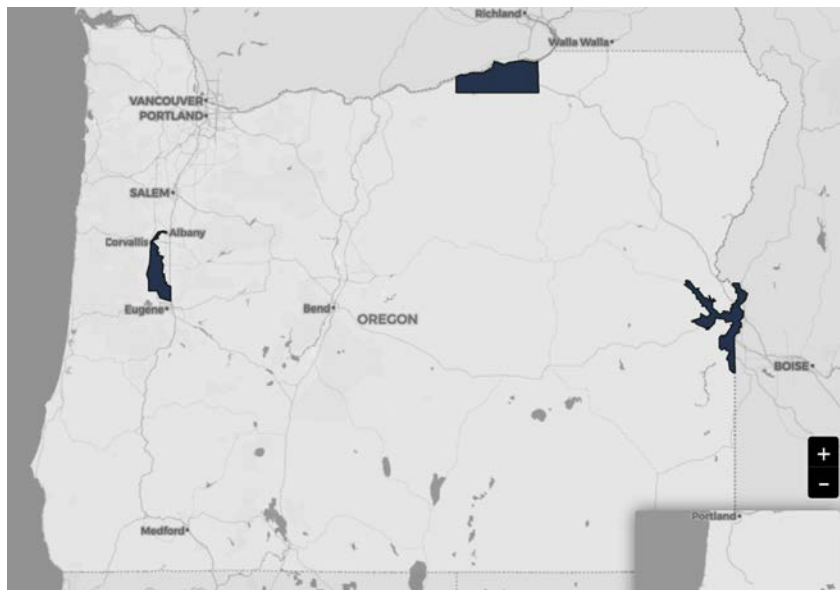 Richland
Walla Walla
VANCOUVER
PORTLAND
SALEM
Albany
Corvallis
Eugene
Bend
OREGON
BOISE
+
-
Portland
Medford